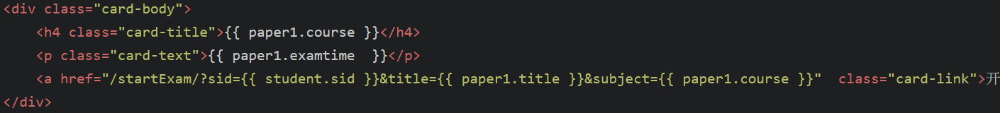 <div class="card-body">
    <h4 class="card-title">{{ paper1.course }}</h4>
    <p class="card-text">{{ paper1.examtime  }}</p>
    <a href="/startExam/?sid={{ student.sid }}&title={{ paper1.title }}&subject={{ paper1.course }}"  class="card-link">开
</div>